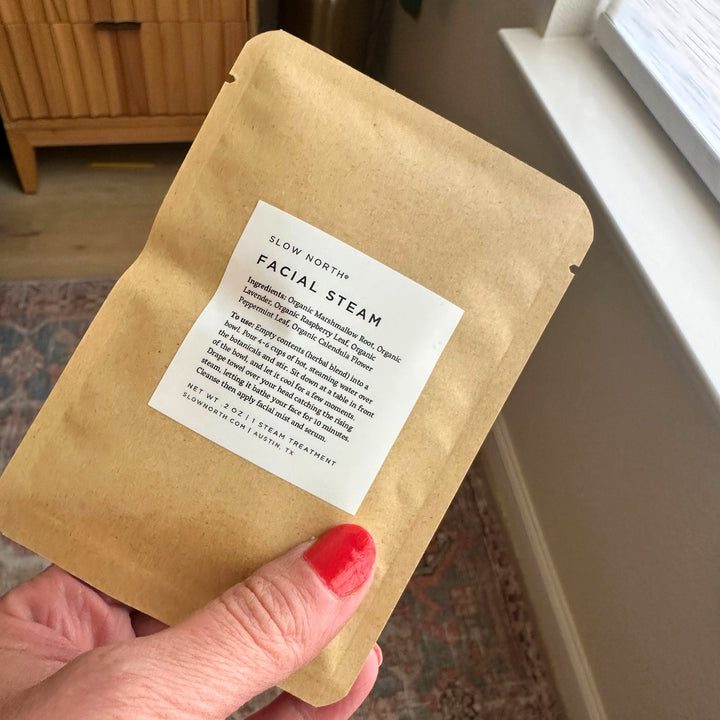 SLOW NORTH®
FACIAL STEAM
Ingredients: Organic Marshmallow Root, Organic
Lavender, Organic Raspberry Leaf, Organic
Peppermint Leaf, Organic Calendula Flower
To use: Empty contents (herbal blend) into a
bowl. Pour 4-6 cups of hot, steaming water over
the botanicals and stir. Sit down at a table in front
of the bowl, and let it cool for a few moments.
Drape towel over your head catching the rising
steam, letting it bathe your face for 10 minutes.
Cleanse then apply facial mist and serum.
NET WT .2 OZ | 1 STEAM TREATMENT
SLOWNORTH.COM | AUSTIN, TX